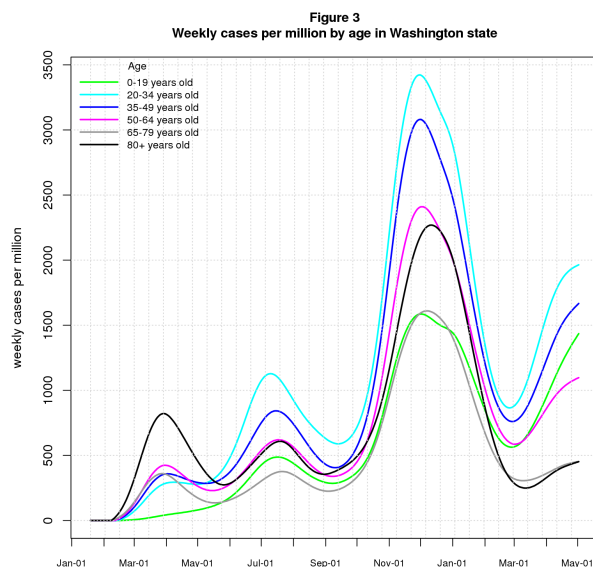 Figure 3
Weekly cases per million by age in Washington state
Age
0-19 years old
20-34 years old
35-49 years old
50-64 years old
65-79 years old
80+ years old
weekly cases per million
3500
3000
2500
2000
1500
1000
500
0
Jan-01 Mar-01 May-01 Jul-01 Sep-01 Nov-01 Jan-01 Mar-01 May-01